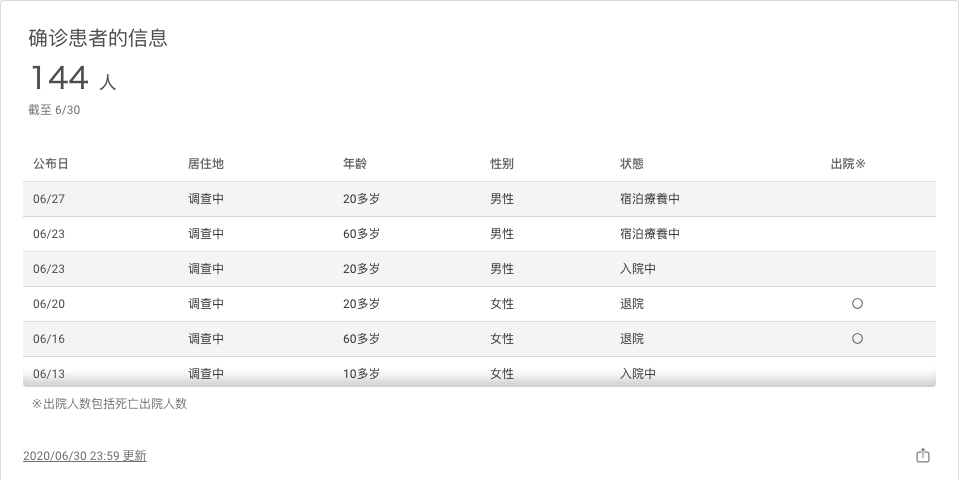 确诊患者的信息
144 人
截至 6/30
公布日 居住地 年龄 性别 状態 出院※
06/27 调查中 20多岁 男性 宿泊療養中
06/23 调查中 60多岁 男性 宿泊療養中
06/23 调查中 20多岁 男性 入院中
06/20 调查中 20多岁 女性 退院 〇
06/16 调查中 60多岁 女性 退院 〇
06/13 调查中 10多岁 女性 入院中
※出院人数包括死亡出院人数
2020/06/30 23:59 更新